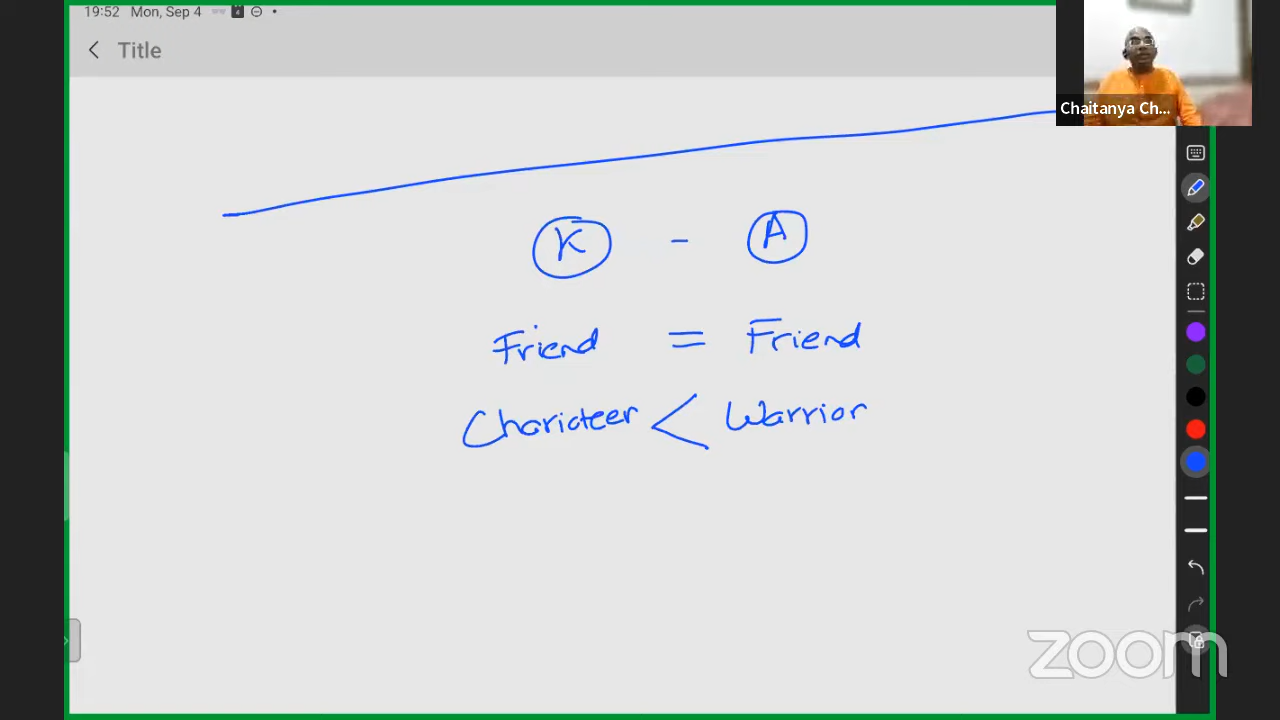 19:52 Mon, Sep 4
Title
Chaitanya Ch...
K - A
Friend = Friend
Charioteer < Warrior
zoom